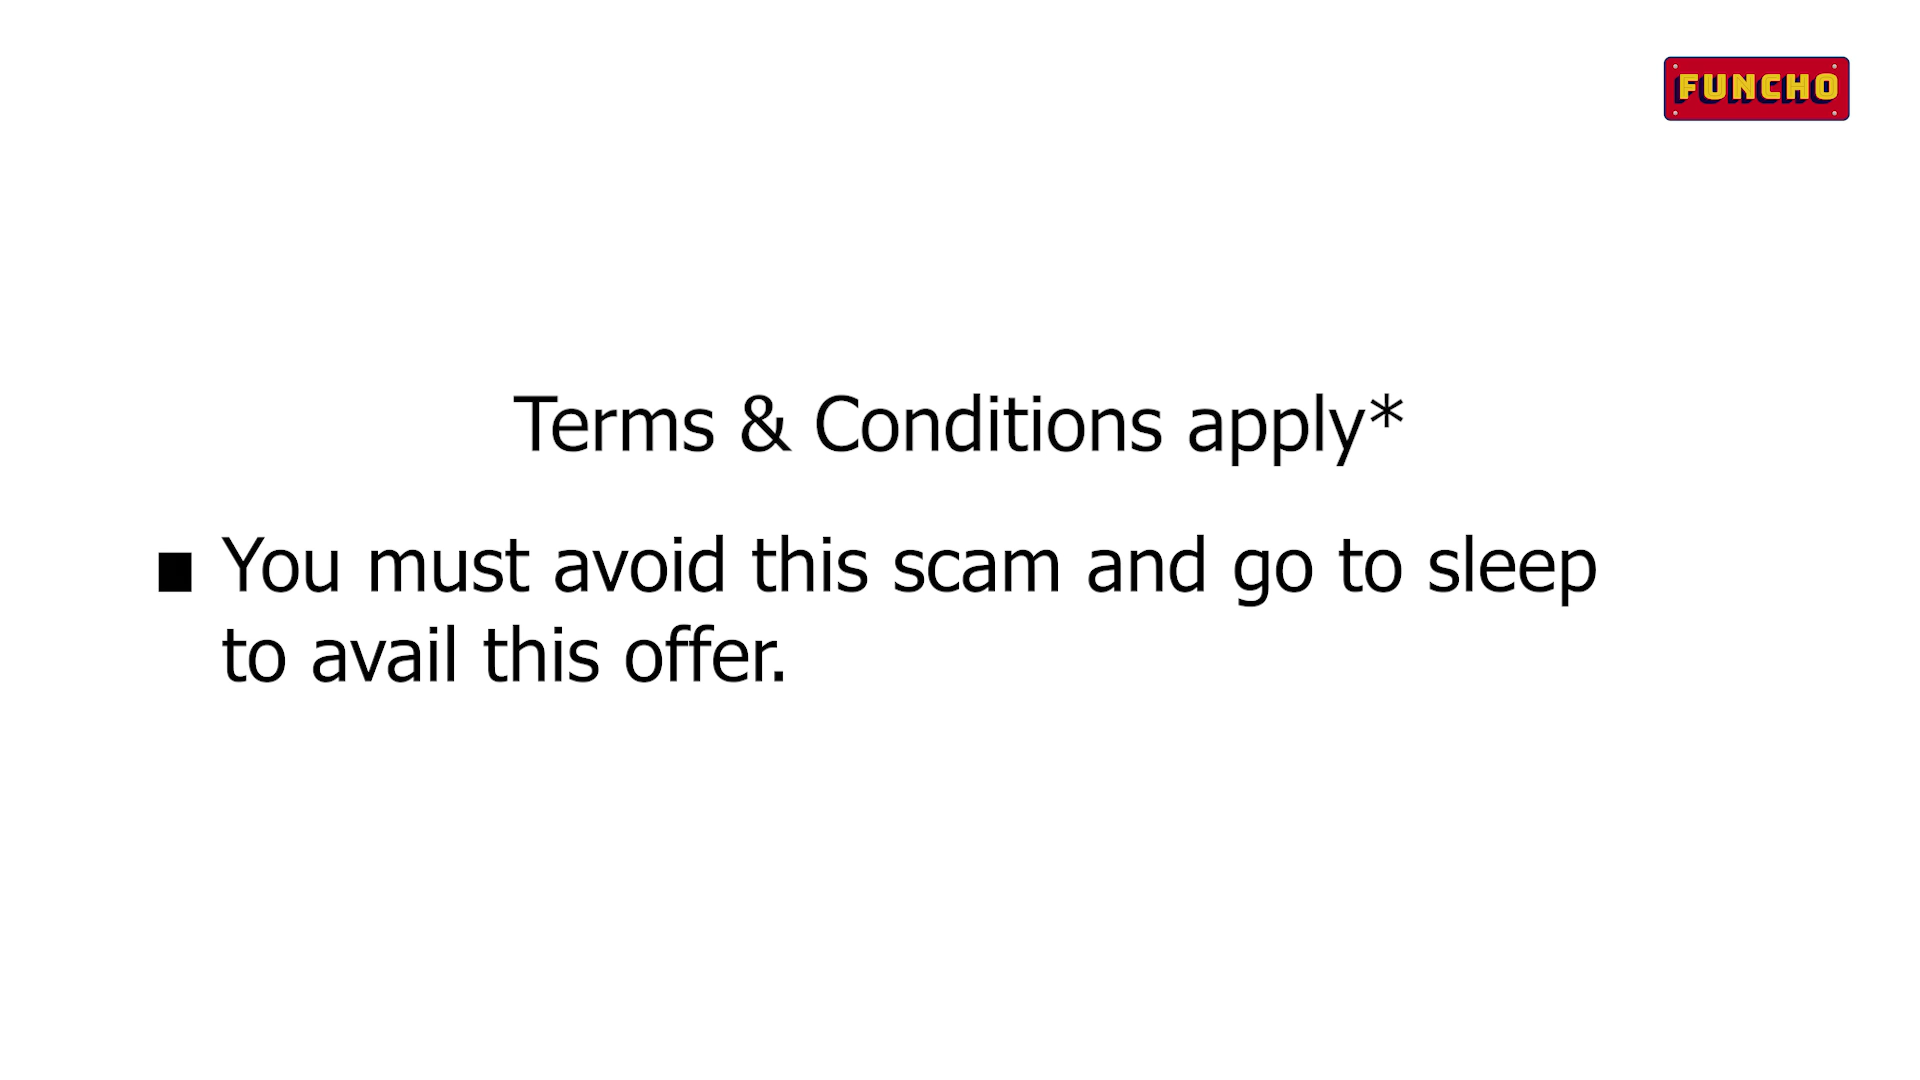 FUNCHO
Terms & Conditions apply*
▪ You must avoid this scam and go to sleep
to avail this offer.